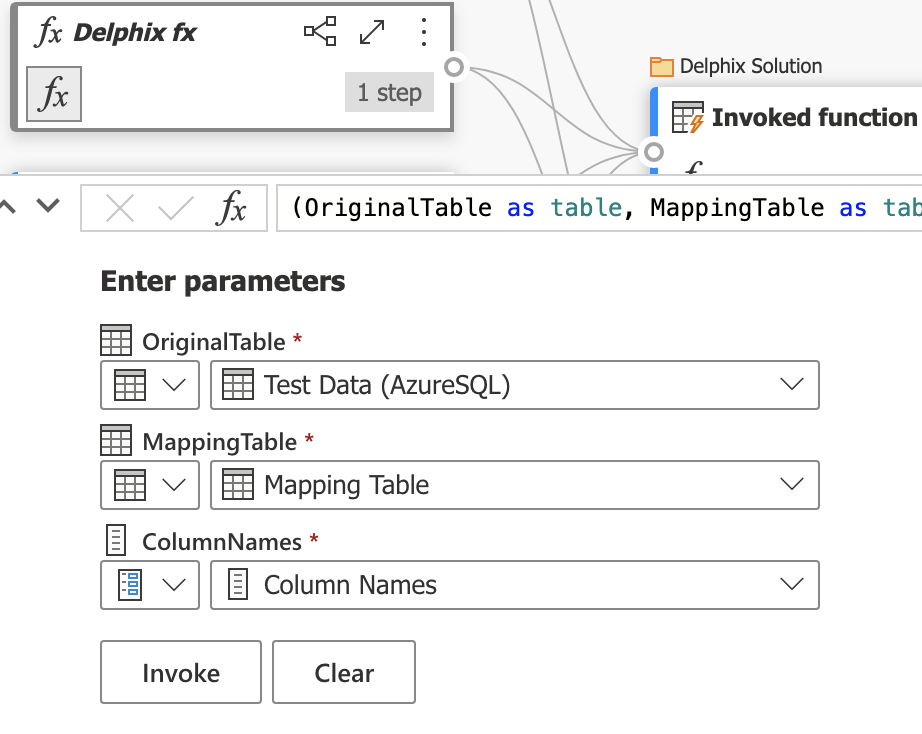 fx Delphix fx
fx
1 step
Delphix Solution
Invoked function
fx
(OriginalTable as table, MappingTable as tab
Enter parameters
OriginalTable *
Test Data (AzureSQL)
MappingTable *
Mapping Table
ColumnNames *
Column Names
Invoke
Clear